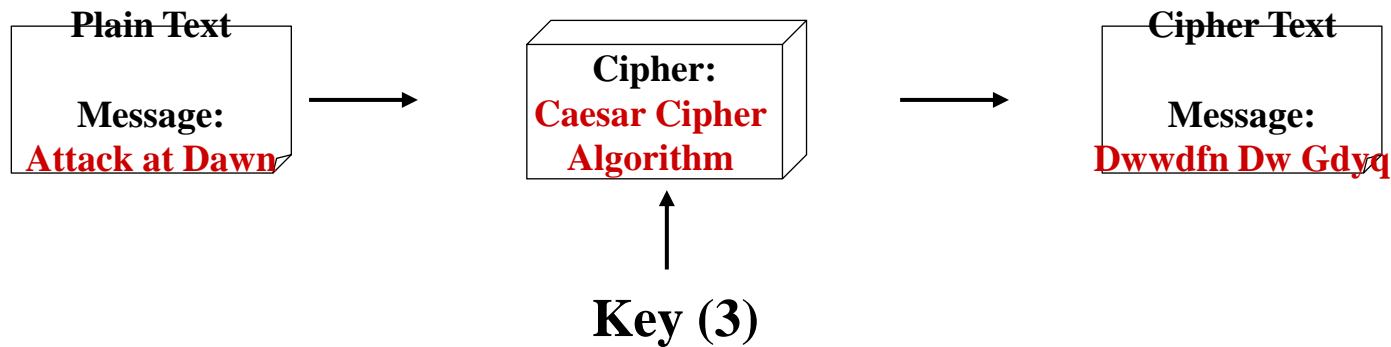 Plain Text
Message:
Attack at Dawn
Cipher:
Caesar Cipher
Algorithm
Key (3)
Cipher Text
Message:
Dwwdfn Dw Gdyq